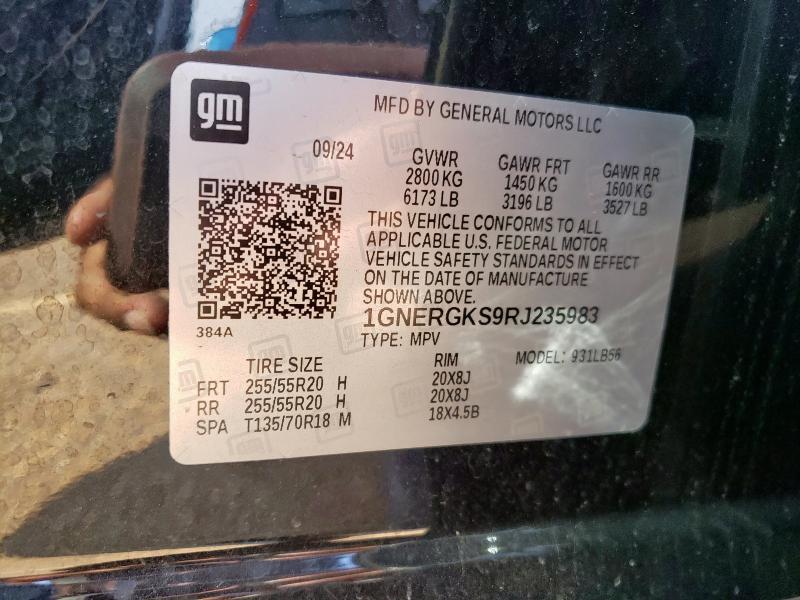 gm
MFD BY GENERAL MOTORS LLC
09/24
GVWR GAWR FRT GAWR RR
2800 KG 1450 KG 1600 KG
6173 LB 3196 LB 3527 LB
THIS VEHICLE CONFORMS TO ALL
APPLICABLE U.S. FEDERAL MOTOR
VEHICLE SAFETY STANDARDS IN EFFECT
ON THE DATE OF MANUFACTURE
SHOWN ABOVE.
384A
1GNERGKS9RJ235983
TYPE: MPV MODEL: 931LB56
TIRE SIZE RIM
FRT 255/55R20 H 20X8J
RR 255/55R20 H 20X8J
SPA T135/70R18 M 18X4.5B